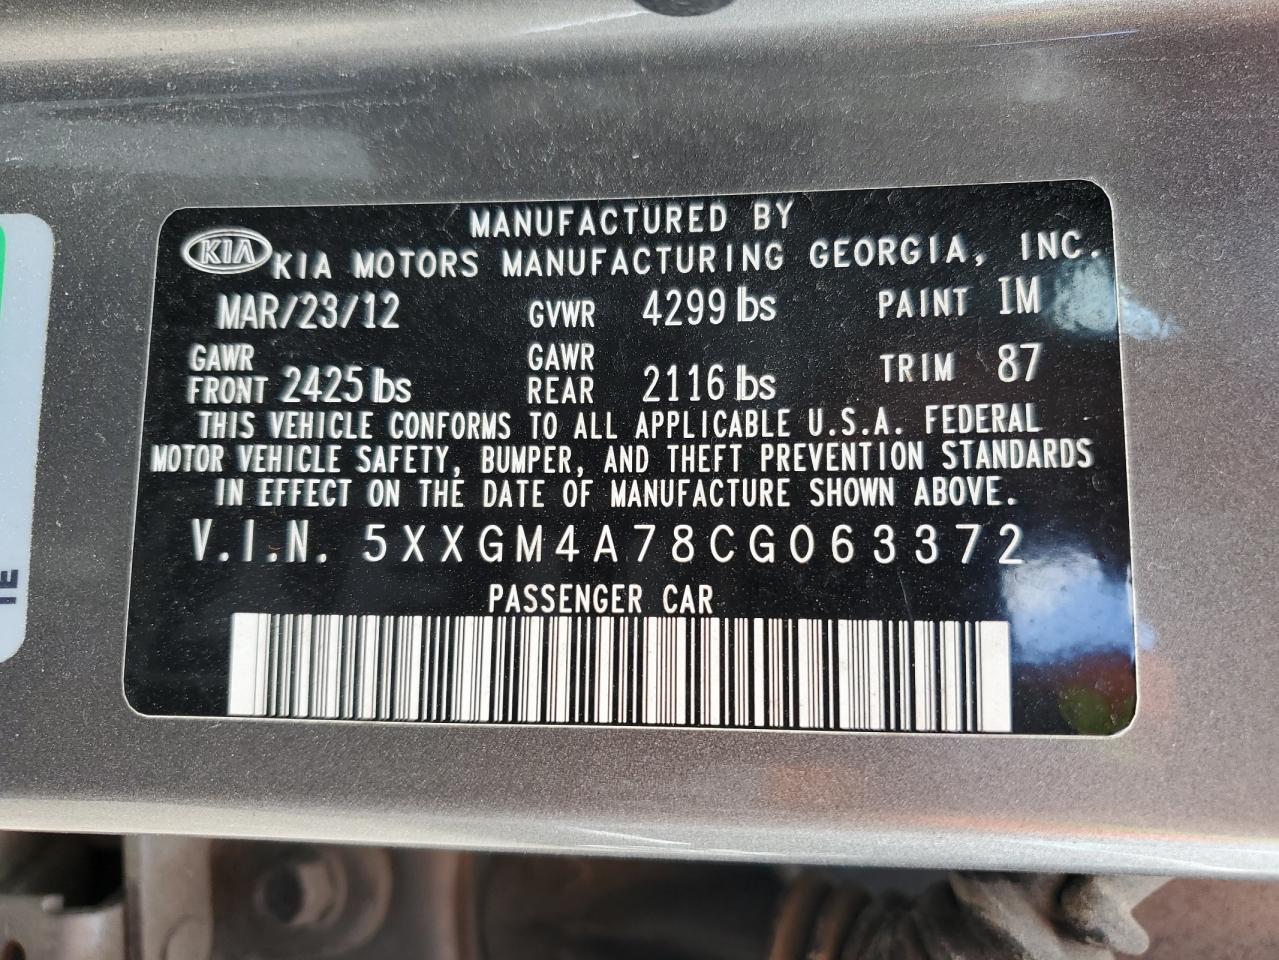 MANUFACTURED BY
KIA KIA MOTORS MANUFACTURING GEORGIA, INC.
MAR/23/12 GVWR 4299 lbs PAINT IM
GAWR FRONT 2425 lbs GAWR REAR 2116 lbs TRIM 87
THIS VEHICLE CONFORMS TO ALL APPLICABLE U.S.A. FEDERAL
MOTOR VEHICLE SAFETY, BUMPER, AND THEFT PREVENTION STANDARDS
IN EFFECT ON THE DATE OF MANUFACTURE SHOWN ABOVE.
V.I.N. 5XXGM4A78CG063372
PASSENGER CAR